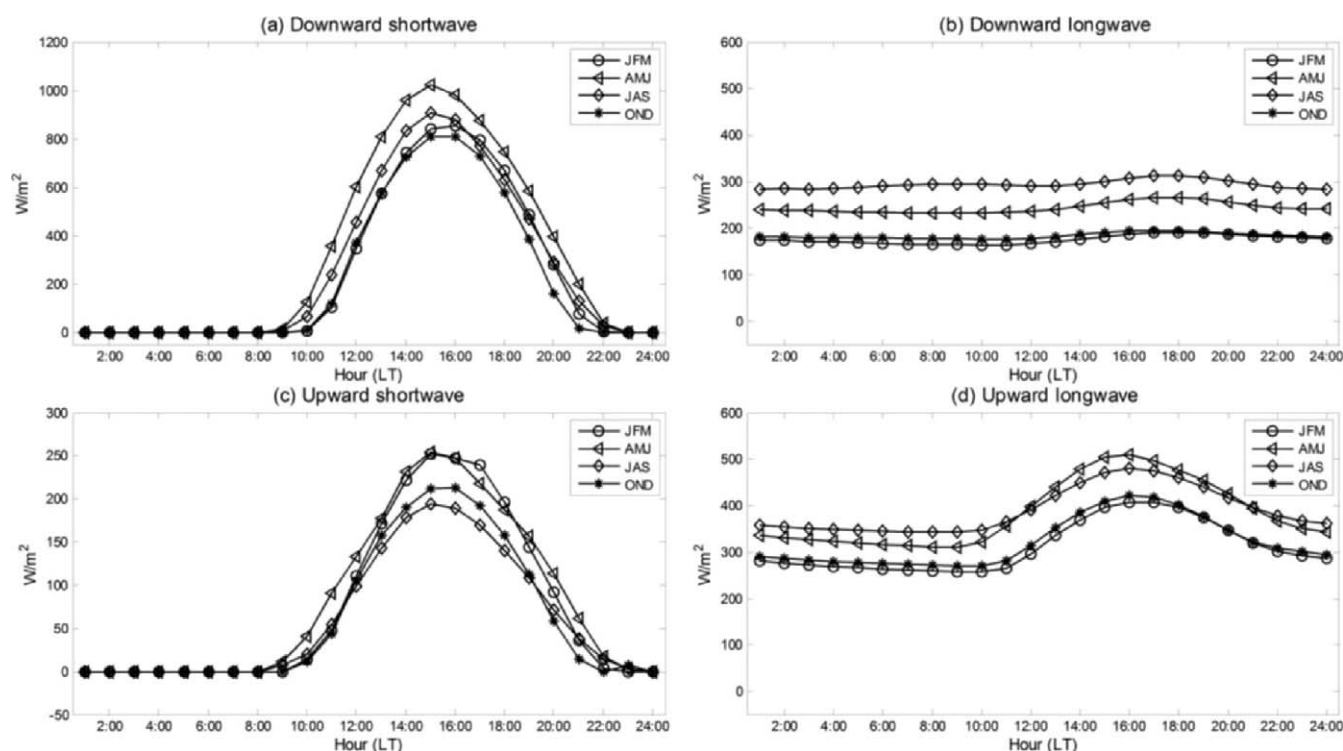 (a) Downward shortwave
1200
1000
800
600
400
200
0
W/m²
JFM
AMJ
JAS
OND
2:00 4:00 6:00 8:00 10:00 12:00 14:00 16:00 18:00 20:00 22:00 24:00
Hour (LT)
(b) Downward longwave
600
500
400
300
200
100
0
W/m²
JFM
AMJ
JAS
OND
2:00 4:00 6:00 8:00 10:00 12:00 14:00 16:00 18:00 20:00 22:00 24:00
Hour (LT)
(c) Upward shortwave
300
250
200
150
100
50
0
-50
W/m²
JFM
AMJ
JAS
OND
2:00 4:00 6:00 8:00 10:00 12:00 14:00 16:00 18:00 20:00 22:00 24:00
Hour (LT)
(d) Upward longwave
600
500
400
300
200
100
0
W/m²
JFM
AMJ
JAS
OND
2:00 4:00 6:00 8:00 10:00 12:00 14:00 16:00 18:00 20:00 22:00 24:00
Hour (LT)